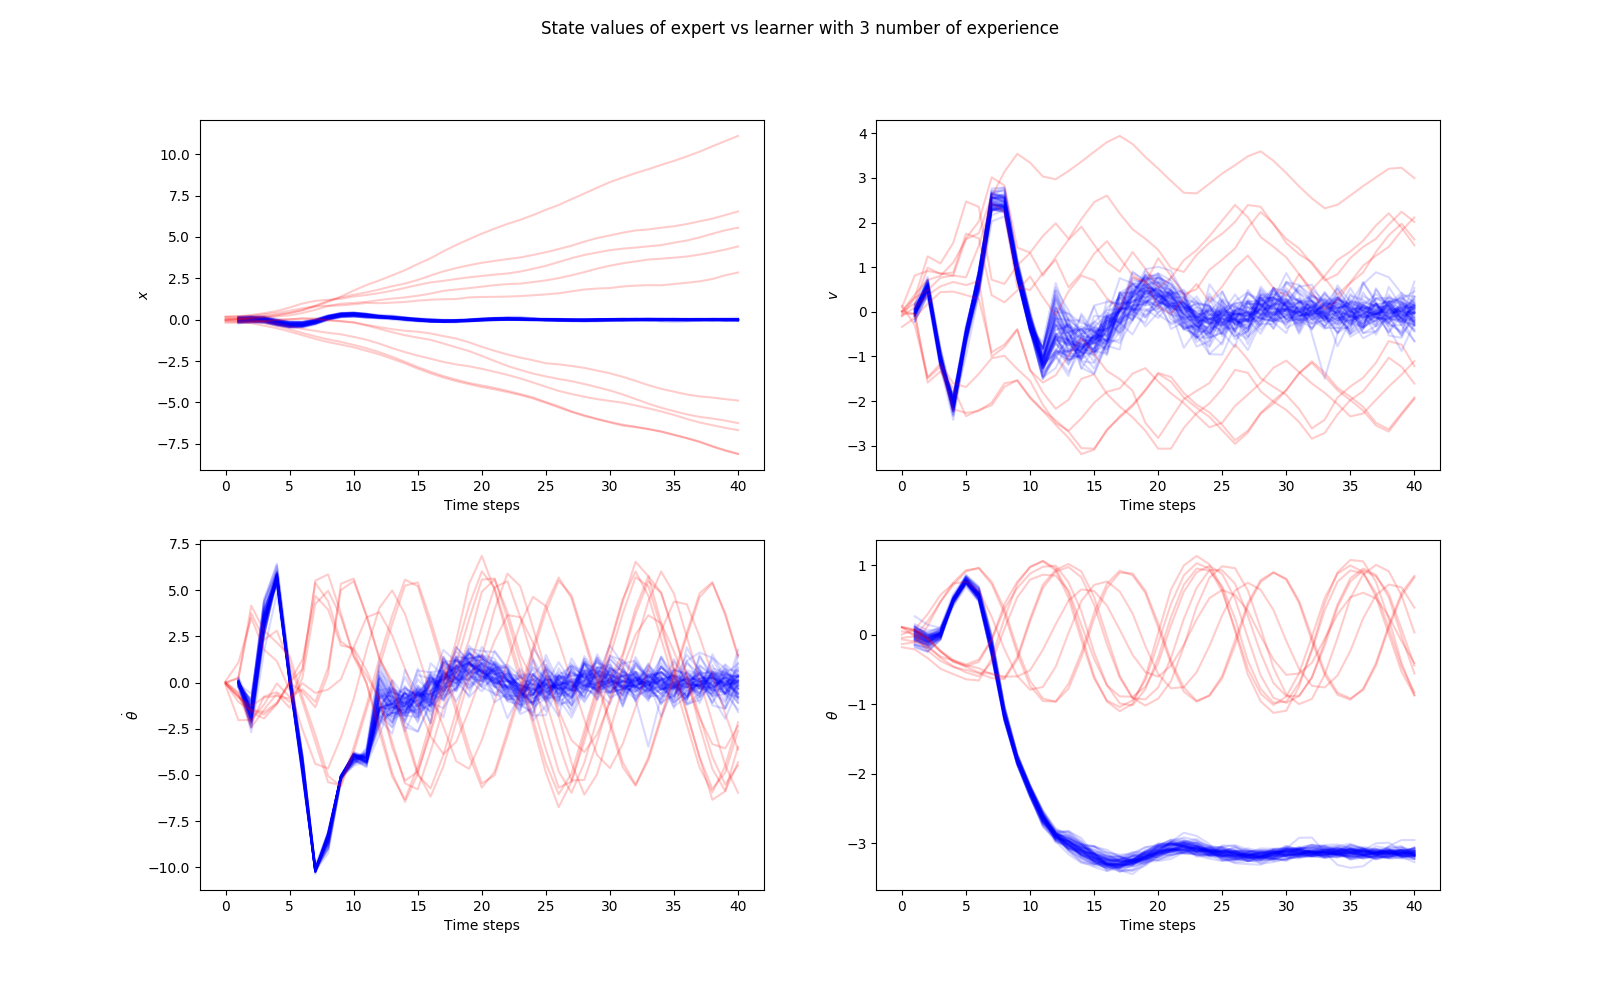 State values of expert vs learner with 3 number of experience
10.0
7.5
5.0
2.5
0.0
−2.5
−5.0
−7.5
x
0 5 10 15 20 25 30 35 40
Time steps
4
3
2
1
0
−1
−2
−3
v
0 5 10 15 20 25 30 35 40
Time steps
7.5
5.0
2.5
0.0
−2.5
−5.0
−7.5
−10.0
θ̇
0 5 10 15 20 25 30 35 40
Time steps
1
0
−1
−2
−3
θ
0 5 10 15 20 25 30 35 40
Time steps